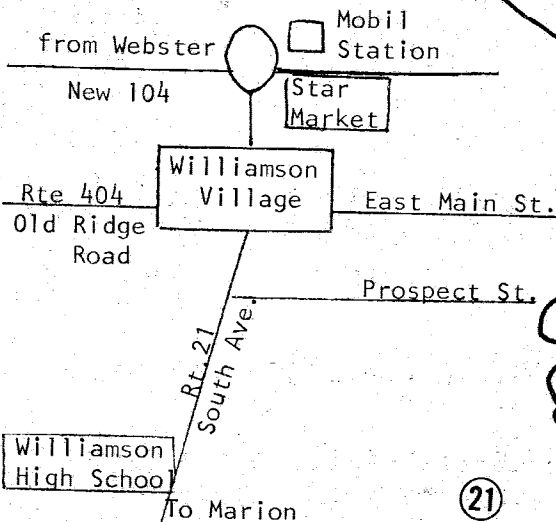 Mobil
Station
from Webster
New 104
Star
Market
Williamson
Village
Rte 404
Old Ridge
Road
East Main St.
Prospect St.
Rt.21
South Ave.
Williamson
High School
To Marion
21